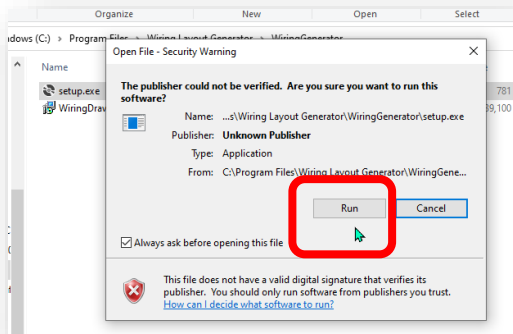 Organize New Open Select
dows (C:) > Program Files > Wiring Layout Generator > WiringGenerator
Open File - Security Warning
Name
The publisher could not be verified. Are you sure you want to run this
software?
setup.exe
781
WiringDraw
39,100
Name: ...s\Wiring Layout Generator\WiringGenerator\setup.exe
Publisher: Unknown Publisher
Type: Application
From: C:\Program Files\Wiring Layout Generator\WiringGene...
Run Cancel
Always ask before opening this file
This file does not have a valid digital signature that verifies its
publisher. You should only run software from publishers you trust.
How can I decide what software to run?